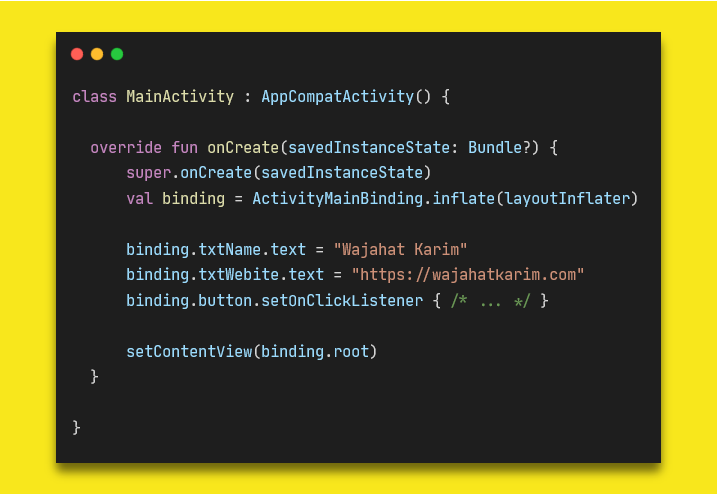 class MainActivity : AppCompatActivity() {
override fun onCreate(savedInstanceState: Bundle?) {
super.onCreate(savedInstanceState)
val binding = ActivityMainBinding.inflate(layoutInflater)
binding.txtName.text = "Wajahat Karim"
binding.txtWebite.text = "https://wajahatkarim.com"
binding.button.setOnClickListener { /* ... */ }
setContentView(binding.root)
}
}